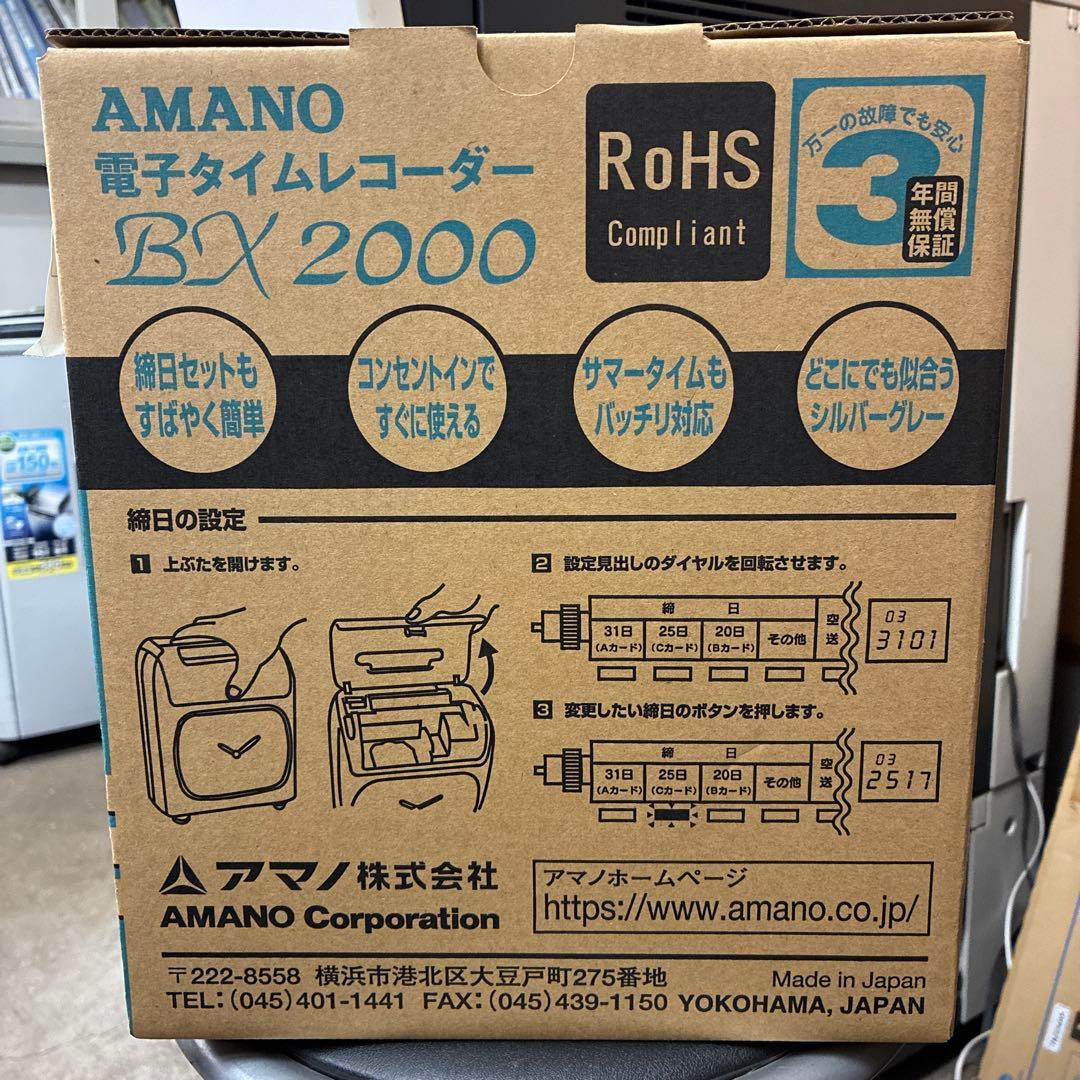 AMANO
電子タイムレコーダー
BX2000
RoHS
Compliant
万一の故障でも安心
3
年間
無償
保証
締日セットも
すばやく簡単
コンセントインで
すぐに使える
サマータイムも
バッチリ対応
どこにでも似合う
シルバーグレー
締日の設定
1 上ぶたを開けます。
2 設定見出しのダイヤルを回転させます。
締 日
31日 25日 20日 その他 空送
(Aカード) (Cカード) (Bカード)
03
3101
3 変更したい締日のボタンを押します。
締 日
31日 25日 20日 その他 空送
(Aカード) (Cカード) (Bカード)
03
2517
アマノ株式会社
AMANO Corporation
アマノホームページ
https://www.amano.co.jp/
〒222-8558 横浜市港北区大豆戸町275番地 Made in Japan
TEL:(045)401-1441 FAX:(045)439-1150 YOKOHAMA, JAPAN
150